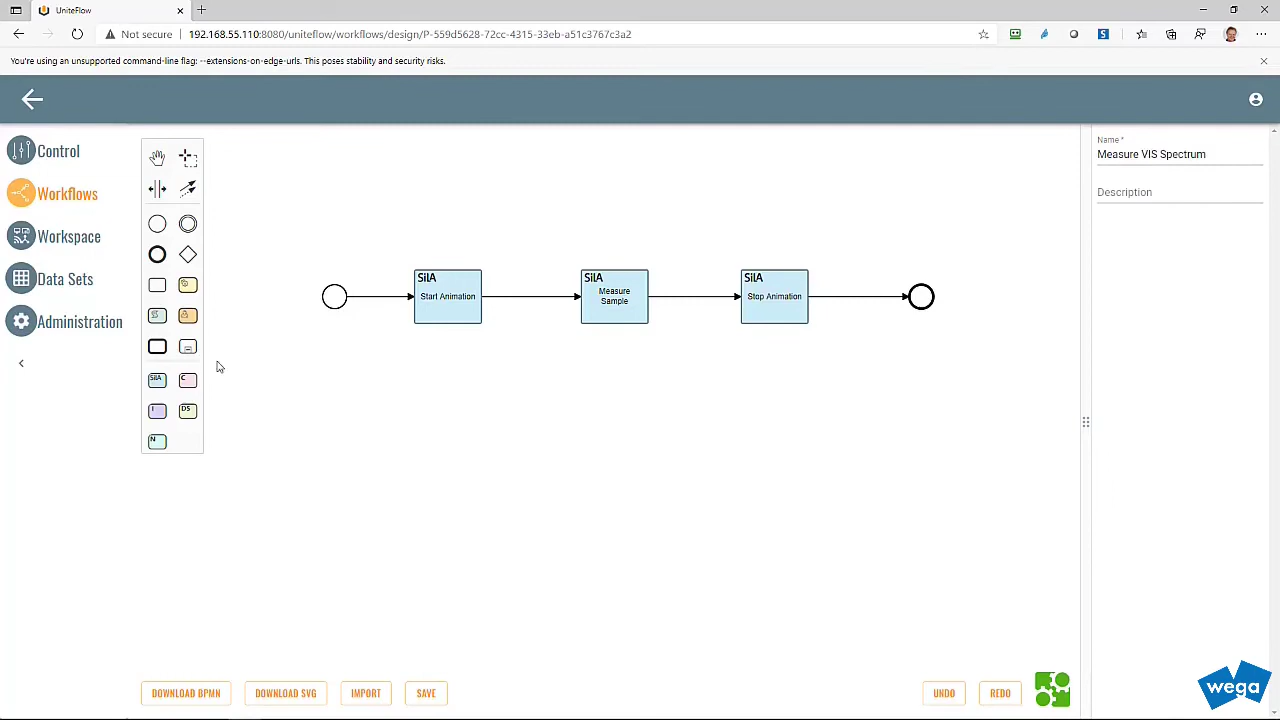 UniteFlow
Not secure
192.168.55.110:8080/uniteflow/workflows/design/P-559d5628-72cc-4315-33eb-a51c3767c3a2
You're using an unsupported command-line flag: --extensions-on-edge-urls. This poses stability and security risks.
Control
Workflows
Workspace
Data Sets
Administration
SilA
C
I
DS
N
SilA
Start Animation
SilA
Measure
Sample
SilA
Stop Animation
Name *
Measure VIS Spectrum
Description
DOWNLOAD BPMN
DOWNLOAD SVG
IMPORT
SAVE
UNDO
REDO
wega